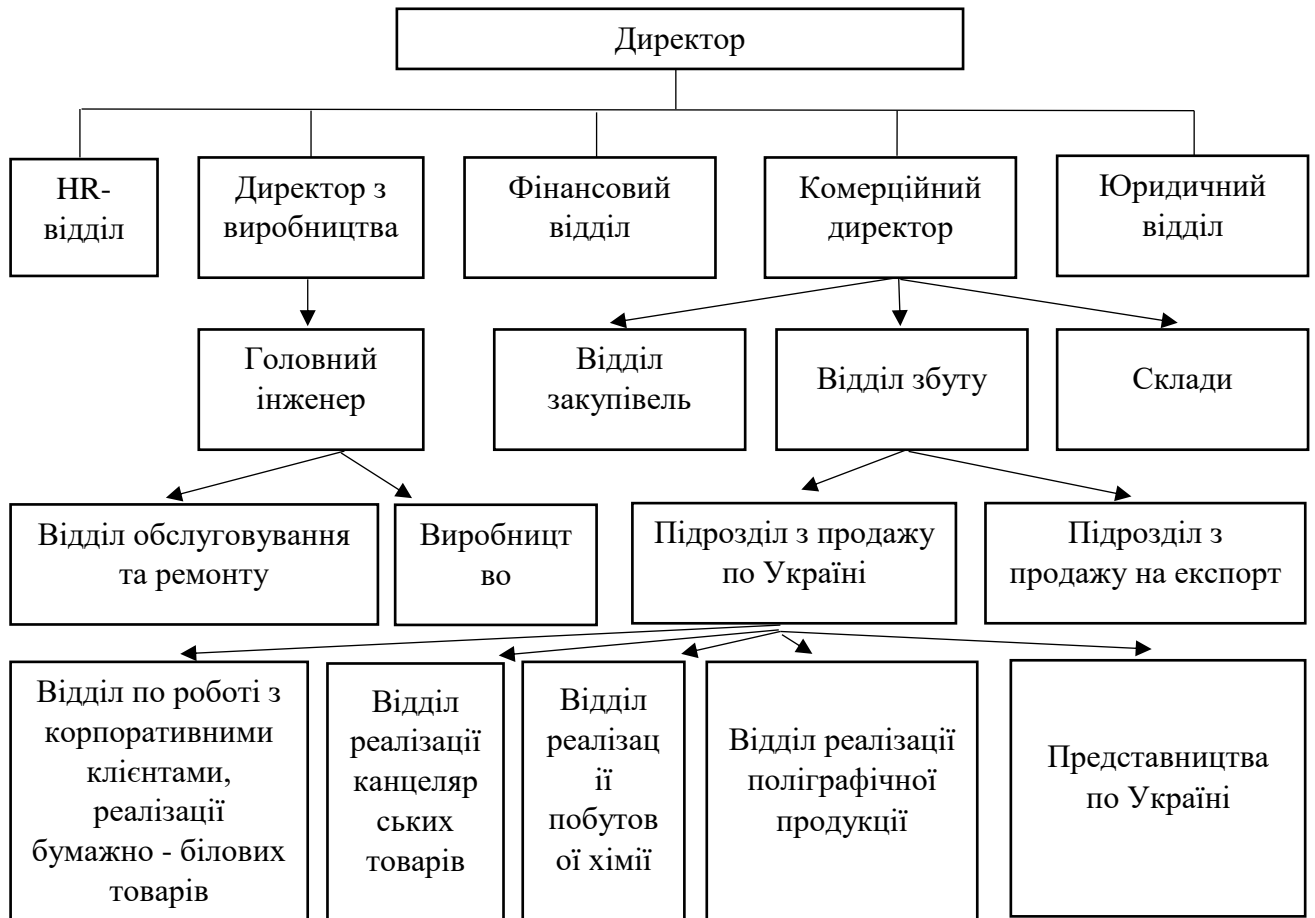 Директор
HR-
відділ
Директор з
виробництва
Фінансовий
відділ
Комерційний
директор
Юридичний
відділ
Головний
інженер
Відділ
закупівель
Відділ збуту
Склади
Відділ обслуговування
та ремонту
Виробницт
во
Підрозділ з продажу
по Україні
Підрозділ з
продажу на експорт
Відділ по роботі з
корпоративними
клієнтами,
реалізації
бумажно - білових
товарів
Відділ
реалізації
канцеляр
ських
товарів
Відділ
реалізац
ії
побутов
ої хімії
Відділ реалізації
поліграфічної
продукції
Представництва
по Україні